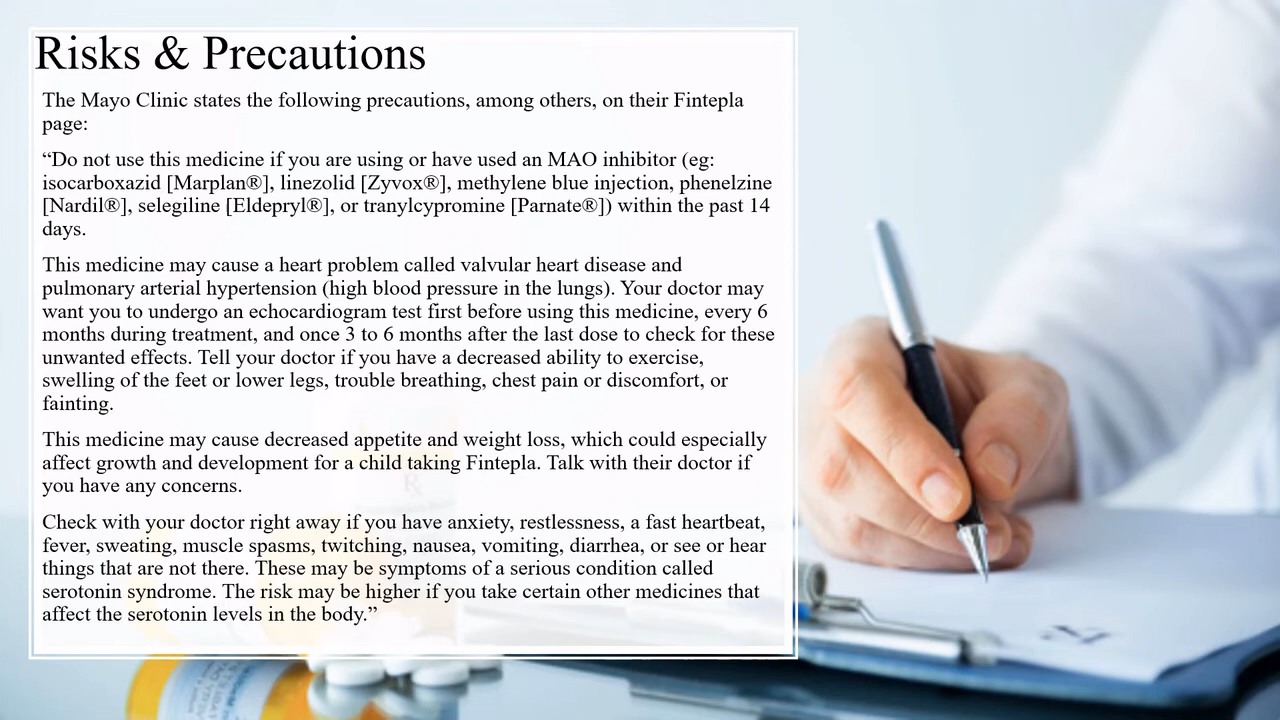 Risks & Precautions
The Mayo Clinic states the following precautions, among others, on their Fintepla
page:
“Do not use this medicine if you are using or have used an MAO inhibitor (eg:
isocarboxazid [Marplan®], linezolid [Zyvox®], methylene blue injection, phenelzine
[Nardil®], selegiline [Eldepryl®], or tranylcypromine [Parnate®]) within the past 14
days.
This medicine may cause a heart problem called valvular heart disease and
pulmonary arterial hypertension (high blood pressure in the lungs). Your doctor may
want you to undergo an echocardiogram test first before using this medicine, every 6
months during treatment, and once 3 to 6 months after the last dose to check for these
unwanted effects. Tell your doctor if you have a decreased ability to exercise,
swelling of the feet or lower legs, trouble breathing, chest pain or discomfort, or
fainting.
This medicine may cause decreased appetite and weight loss, which could especially
affect growth and development for a child taking Fintepla. Talk with their doctor if
you have any concerns.
Check with your doctor right away if you have anxiety, restlessness, a fast heartbeat,
fever, sweating, muscle spasms, twitching, nausea, vomiting, diarrhea, or see or hear
things that are not there. These may be symptoms of a serious condition called
serotonin syndrome. The risk may be higher if you take certain other medicines that
affect the serotonin levels in the body.”